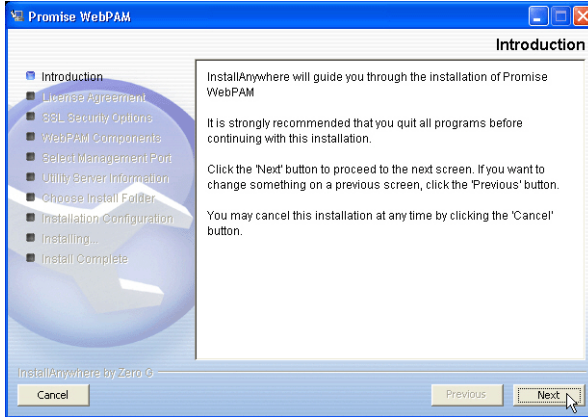 Promise WebPAM
Introduction
Introduction
License Agreement
SSL Security Options
WebPAM Components
Select Management Port
Utility Server Information
Choose Install Folder
Installation Configuration
Installing...
Install Complete
InstallAnywhere will guide you through the installation of Promise
WebPAM
It is strongly recommended that you quit all programs before
continuing with this installation.
Click the 'Next' button to proceed to the next screen. If you want to
change something on a previous screen, click the 'Previous' button.
You may cancel this installation at any time by clicking the 'Cancel'
button.
InstallAnywhere by Zero G
Cancel
Previous
Next